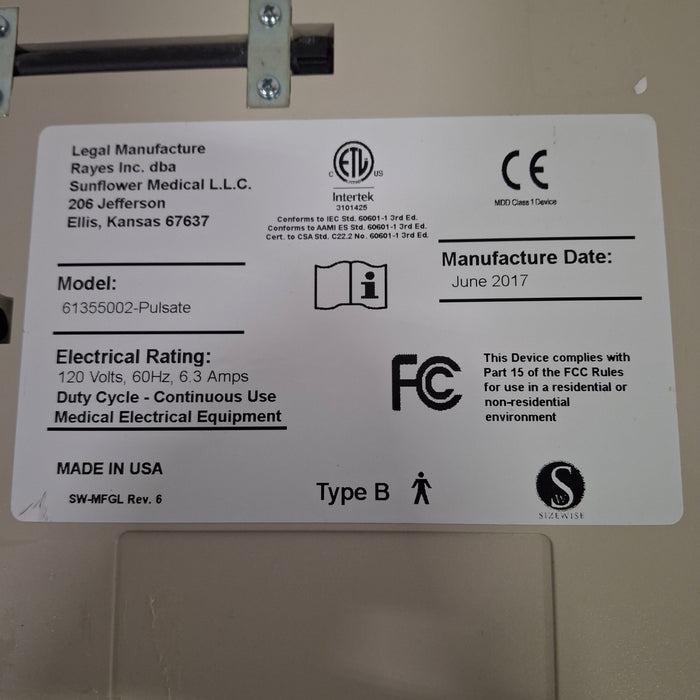 Legal Manufacture
Rayes Inc. dba
Sunflower Medical L.L.C.
206 Jefferson
Ellis, Kansas 67637
ETL
C US
Intertek
3101425
Conforms to IEC Std. 60601-1 3rd Ed.
Conforms to AAMI ES Std. 60601-1 3rd Ed.
Cert. to CSA Std. C22.2 No. 60601-1 3rd Ed.
CE
MDD Class 1 Device
Model:
61355002-Pulsate
i
Manufacture Date:
June 2017
Electrical Rating:
120 Volts, 60Hz, 6.3 Amps
Duty Cycle - Continuous Use
Medical Electrical Equipment
FC
This Device complies with
Part 15 of the FCC Rules
for use in a residential or
non-residential
environment
MADE IN USA
SW-MFGL Rev. 6
Type B
S
SIZEWISE